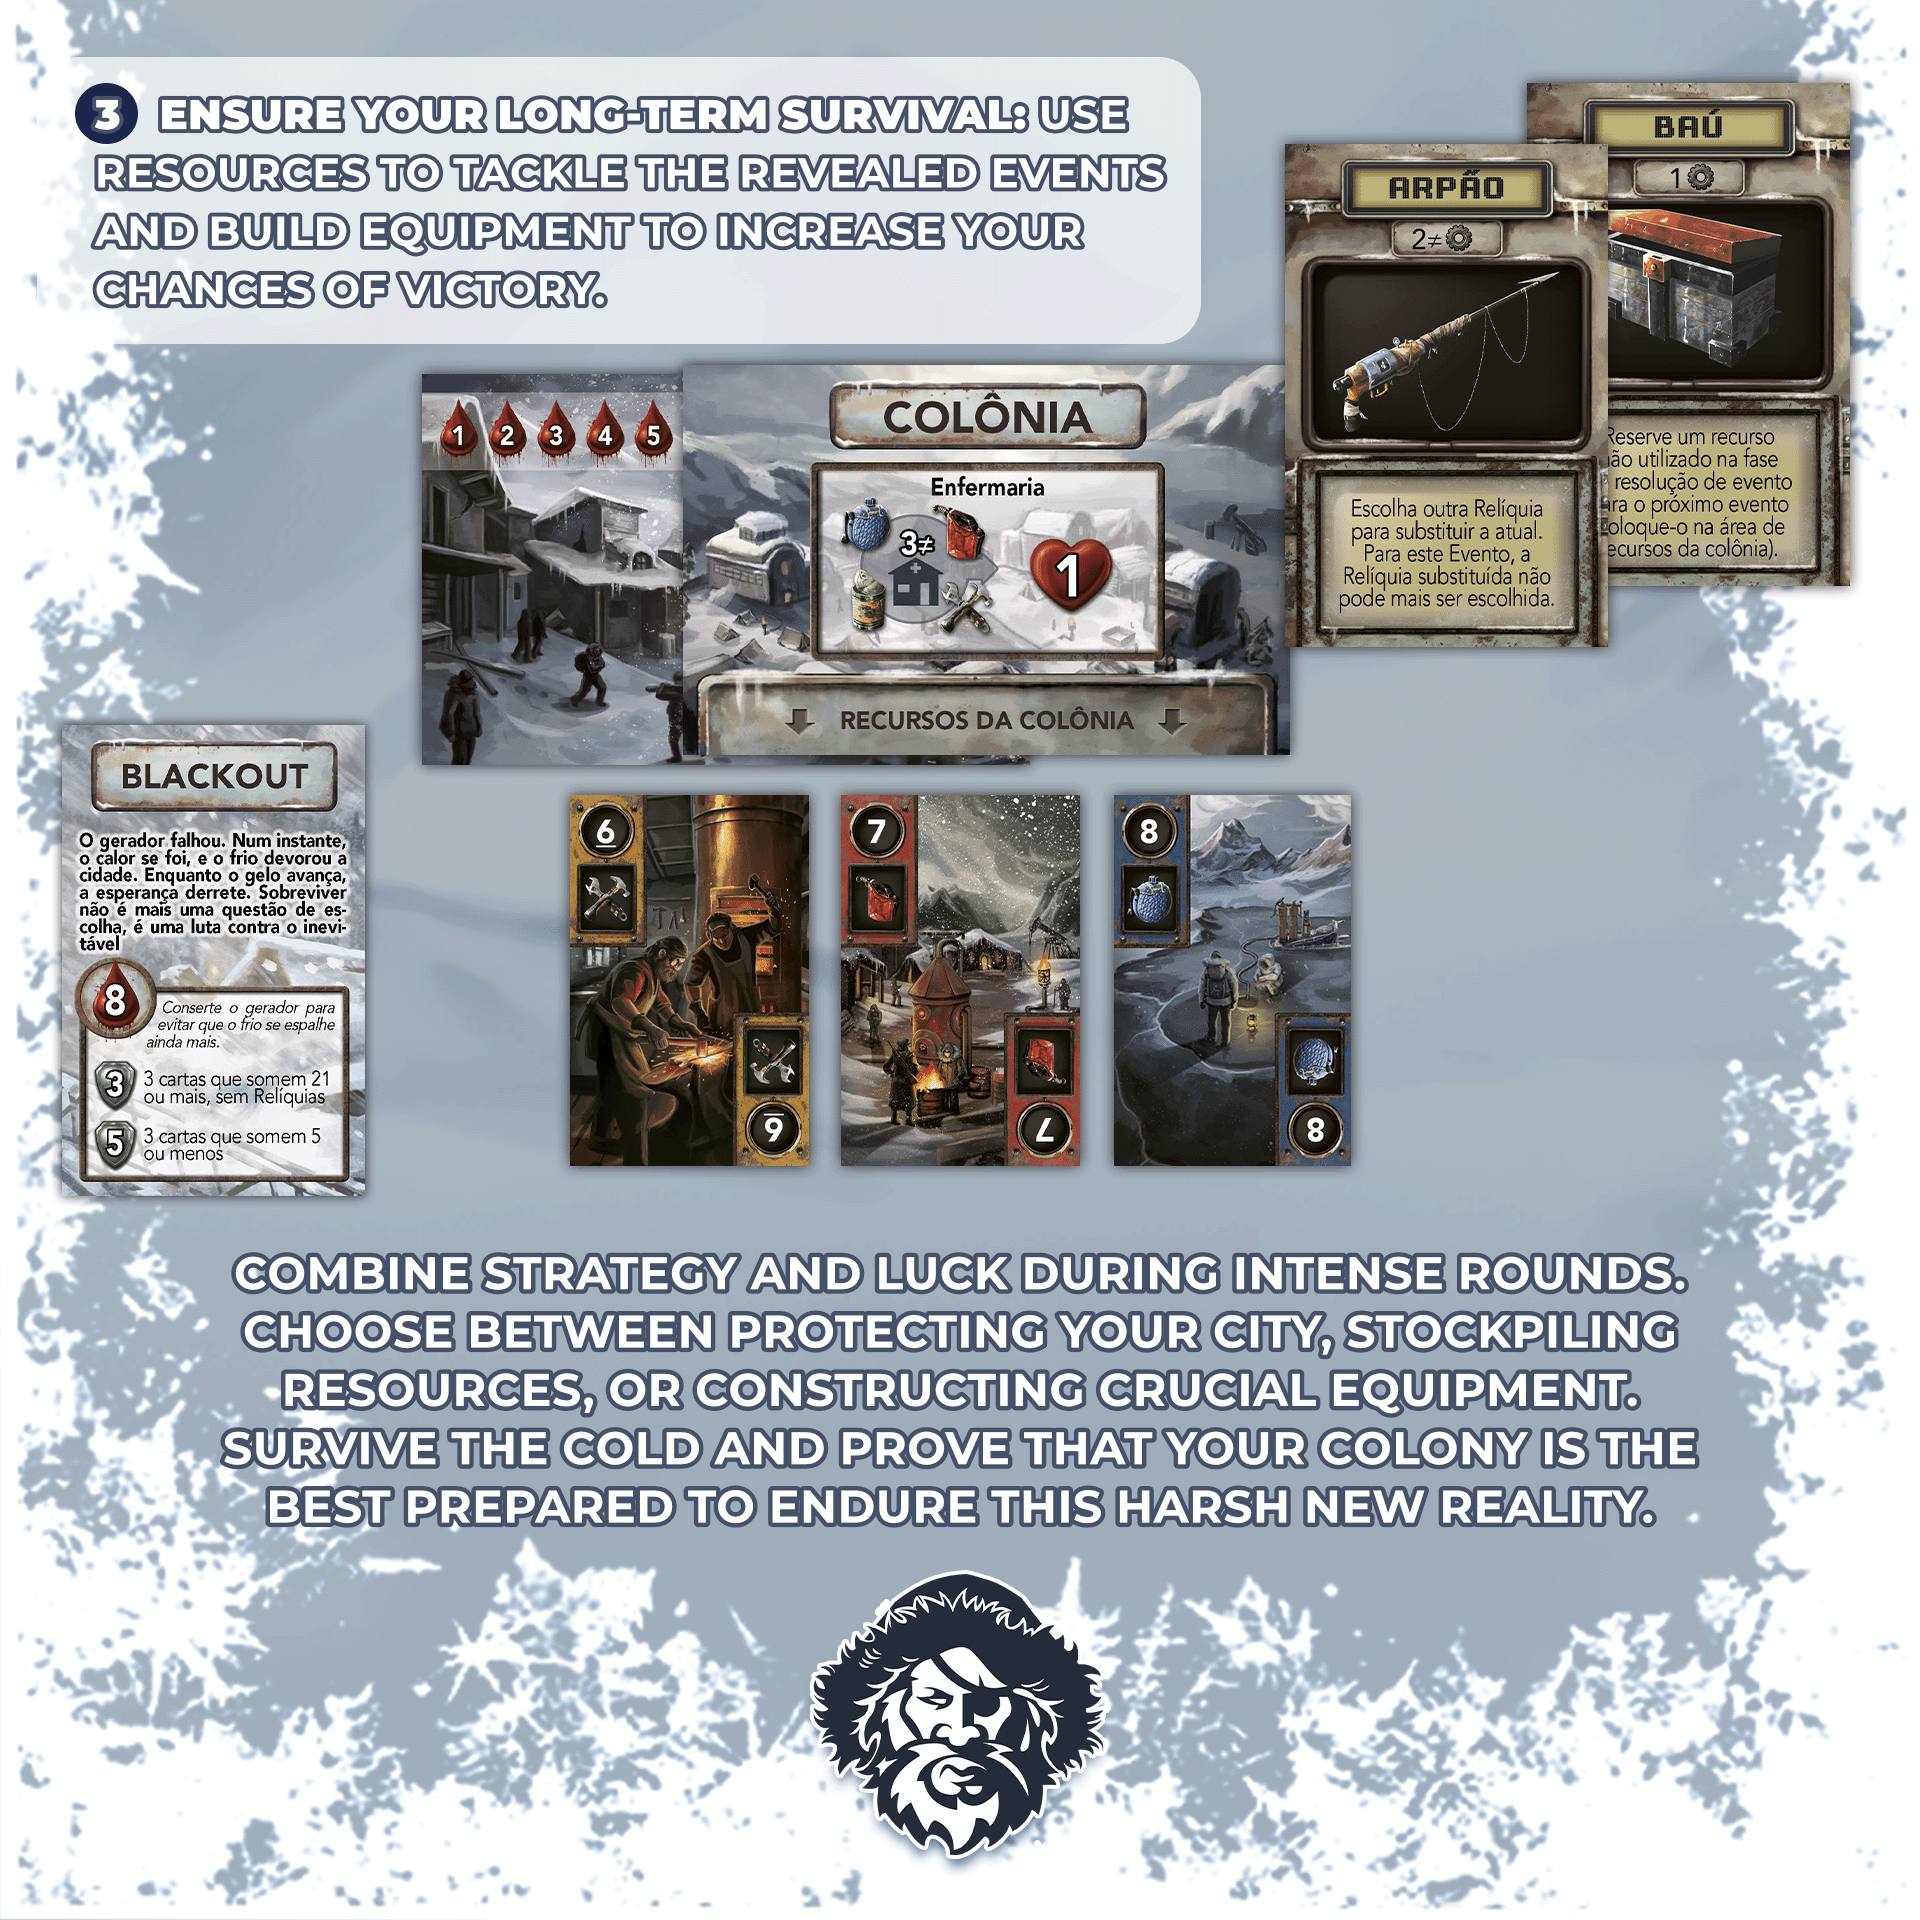 3 ENSURE YOUR LONG-TERM SURVIVAL: USE
RESOURCES TO TACKLE THE REVEALED EVENTS
AND BUILD EQUIPMENT TO INCREASE YOUR
CHANCES OF VICTORY.
BAÚ
1
ARPÃO
2≠
Reserve um recurso
não utilizado na fase
resolução de evento
o próximo evento
da colônia).
na área de
Escolha outra Relíquia
para substituir a atual.
Para este Evento, a
Relíquia substituída não
pode mais ser escolhida.
1 2 3 4 5
COLÔNIA
Enfermaria
3≠
1
RECURSOS DA COLÔNIA
BLACKOUT
O gerador falhou. Num instante,
o calor se foi, e o frio devorou a
cidade. Enquanto o gelo avança,
a esperança derrete. Sobreviver
não é mais uma questão de es-
colha, é uma luta contra o inevi-
tável
8
Conserte o gerador para
evitar que o frio se espalhe
ainda mais.
3 3 cartas que somem 21
ou mais, sem Relíquias
5 3 cartas que somem 5
ou menos
6
6
7
7
8
8
COMBINE STRATEGY AND LUCK DURING INTENSE ROUNDS.
CHOOSE BETWEEN PROTECTING YOUR CITY, STOCKPILING
RESOURCES, OR CONSTRUCTING CRUCIAL EQUIPMENT.
SURVIVE THE COLD AND PROVE THAT YOUR COLONY IS THE
BEST PREPARED TO ENDURE THIS HARSH NEW REALITY.